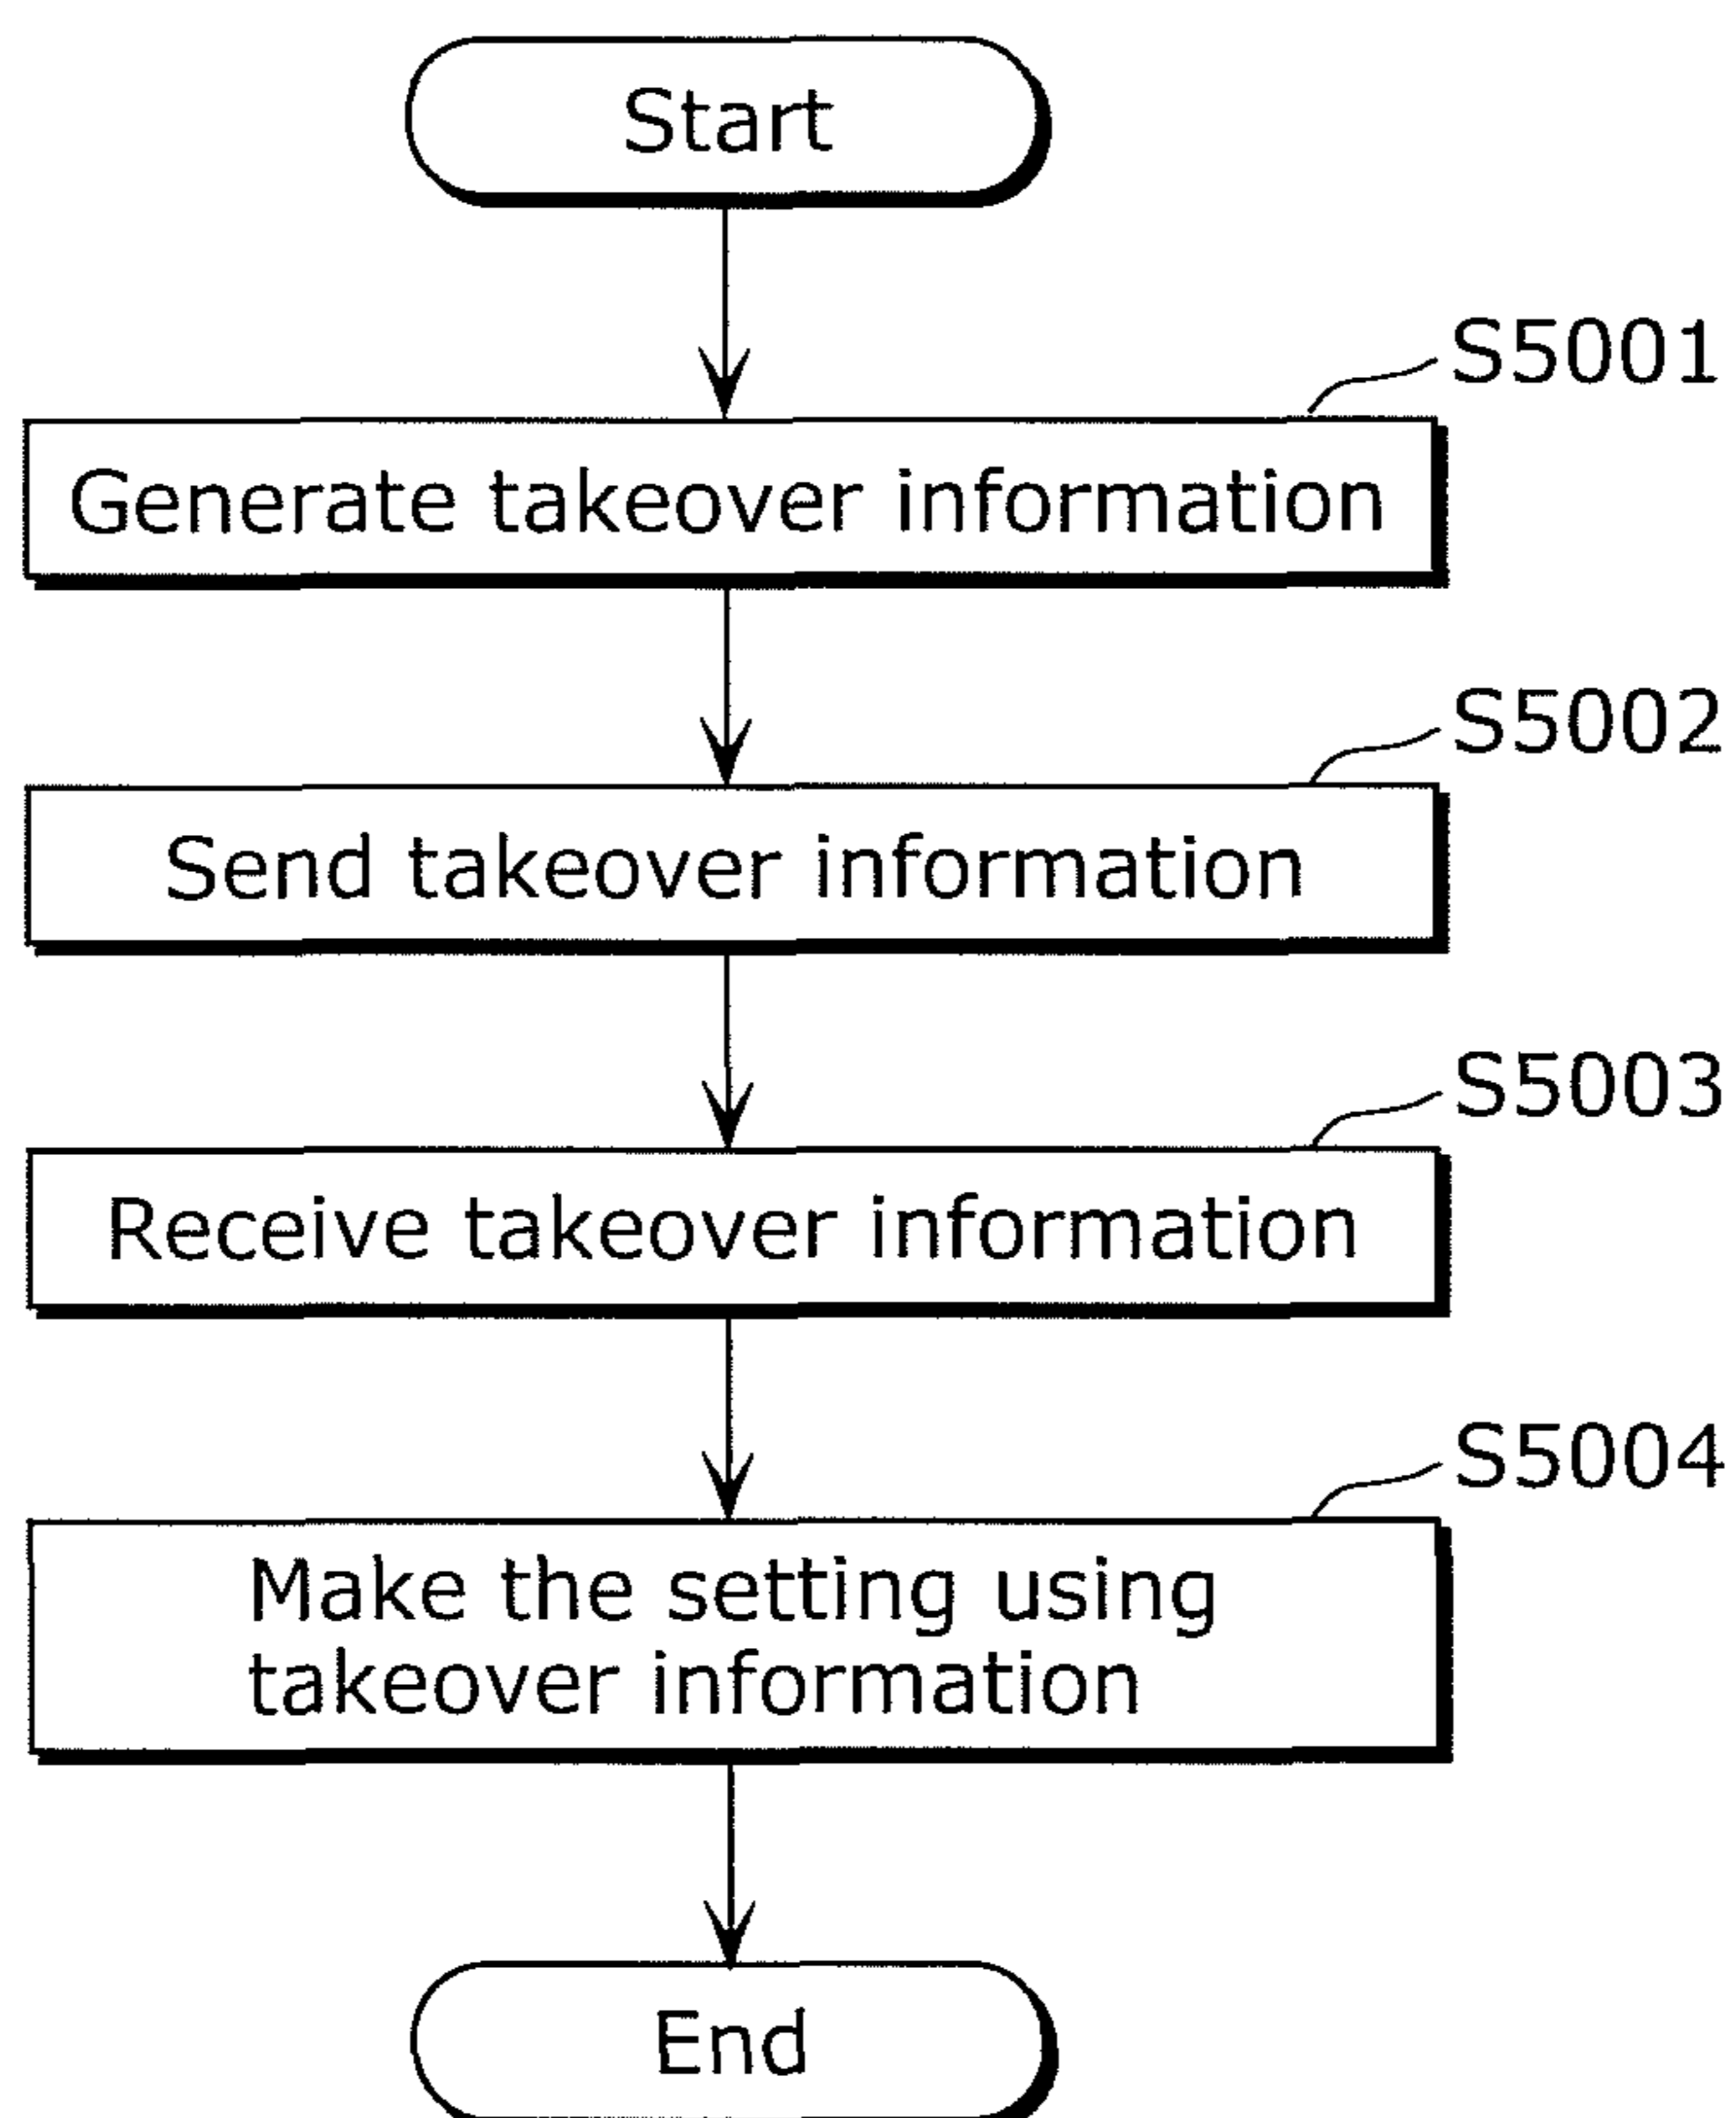 Start
S5001
Generate takeover information
S5002
Send takeover information
S5003
Receive takeover information
S5004
Make the setting using
takeover information
End